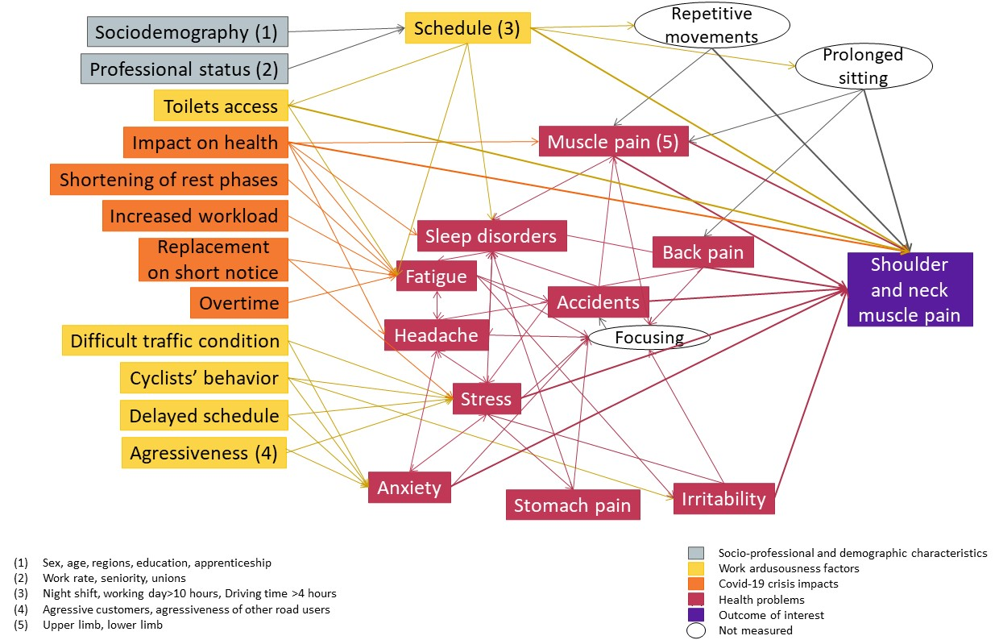 Sociodemography (1)
Professional status (2)
Toilets access
Impact on health
Shortening of rest phases
Increased workload
Replacement
on short notice
Overtime
Difficult traffic condition
Cyclists’ behavior
Delayed schedule
Agressiveness (4)
Schedule (3)
Repetitive
movements
Prolonged
sitting
Muscle pain (5)
Sleep disorders
Back pain
Fatigue
Accidents
Headache
Focusing
Stress
Anxiety
Stomach pain
Irritability
Shoulder
and neck
muscle pain
(1) Sex, age, regions, education, apprenticeship
(2) Work rate, seniority, unions
(3) Night shift, working day>10 hours, Driving time >4 hours
(4) Agressive customers, agressiveness of other road users
(5) Upper limb, lower limb
Socio-professional and demographic characteristics
Work ardusousness factors
Covid-19 crisis impacts
Health problems
Outcome of interest
Not measured